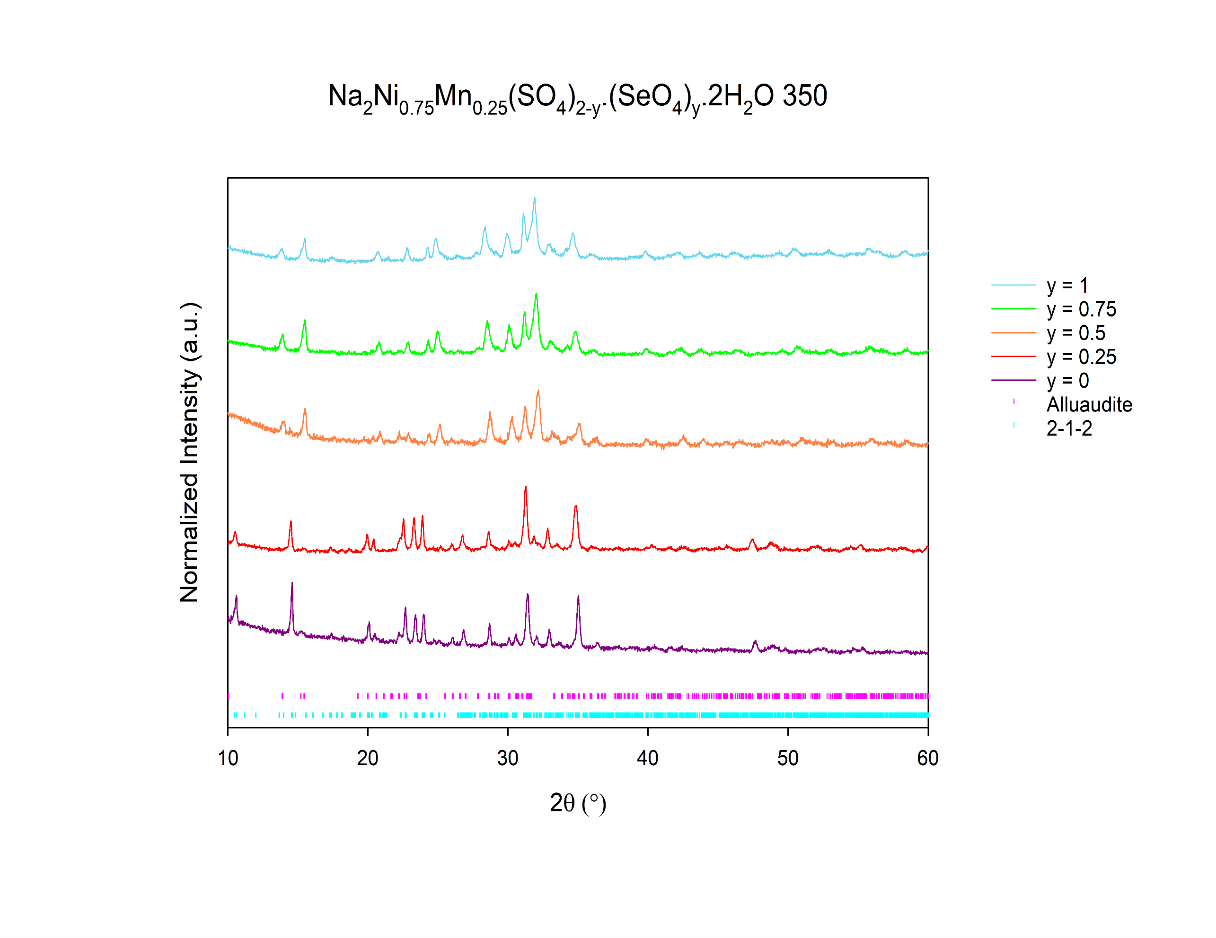 Na₂Ni₀.₇₅Mn₀.₂₅(SO₄)₂₋y.(SeO₄)y.2H₂O 350
Normalized Intensity (a.u.)
y = 1
y = 0.75
y = 0.5
y = 0.25
y = 0
Alluaudite
2-1-2
10 20 30 40 50 60
2θ (°)